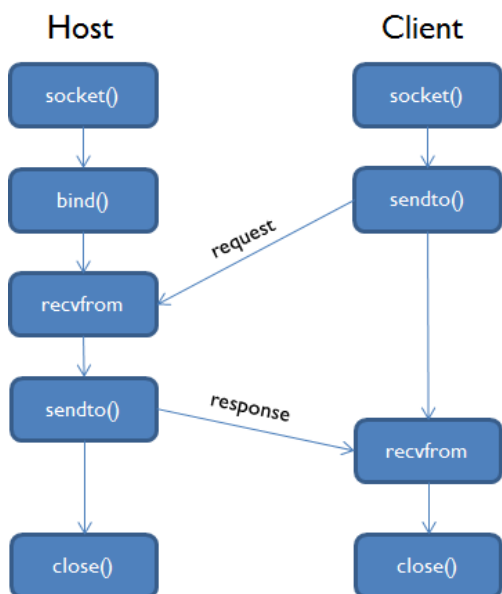 Host
Client
socket()
socket()
bind()
sendto()
request
recvfrom
sendto()
response
recvfrom
close()
close()